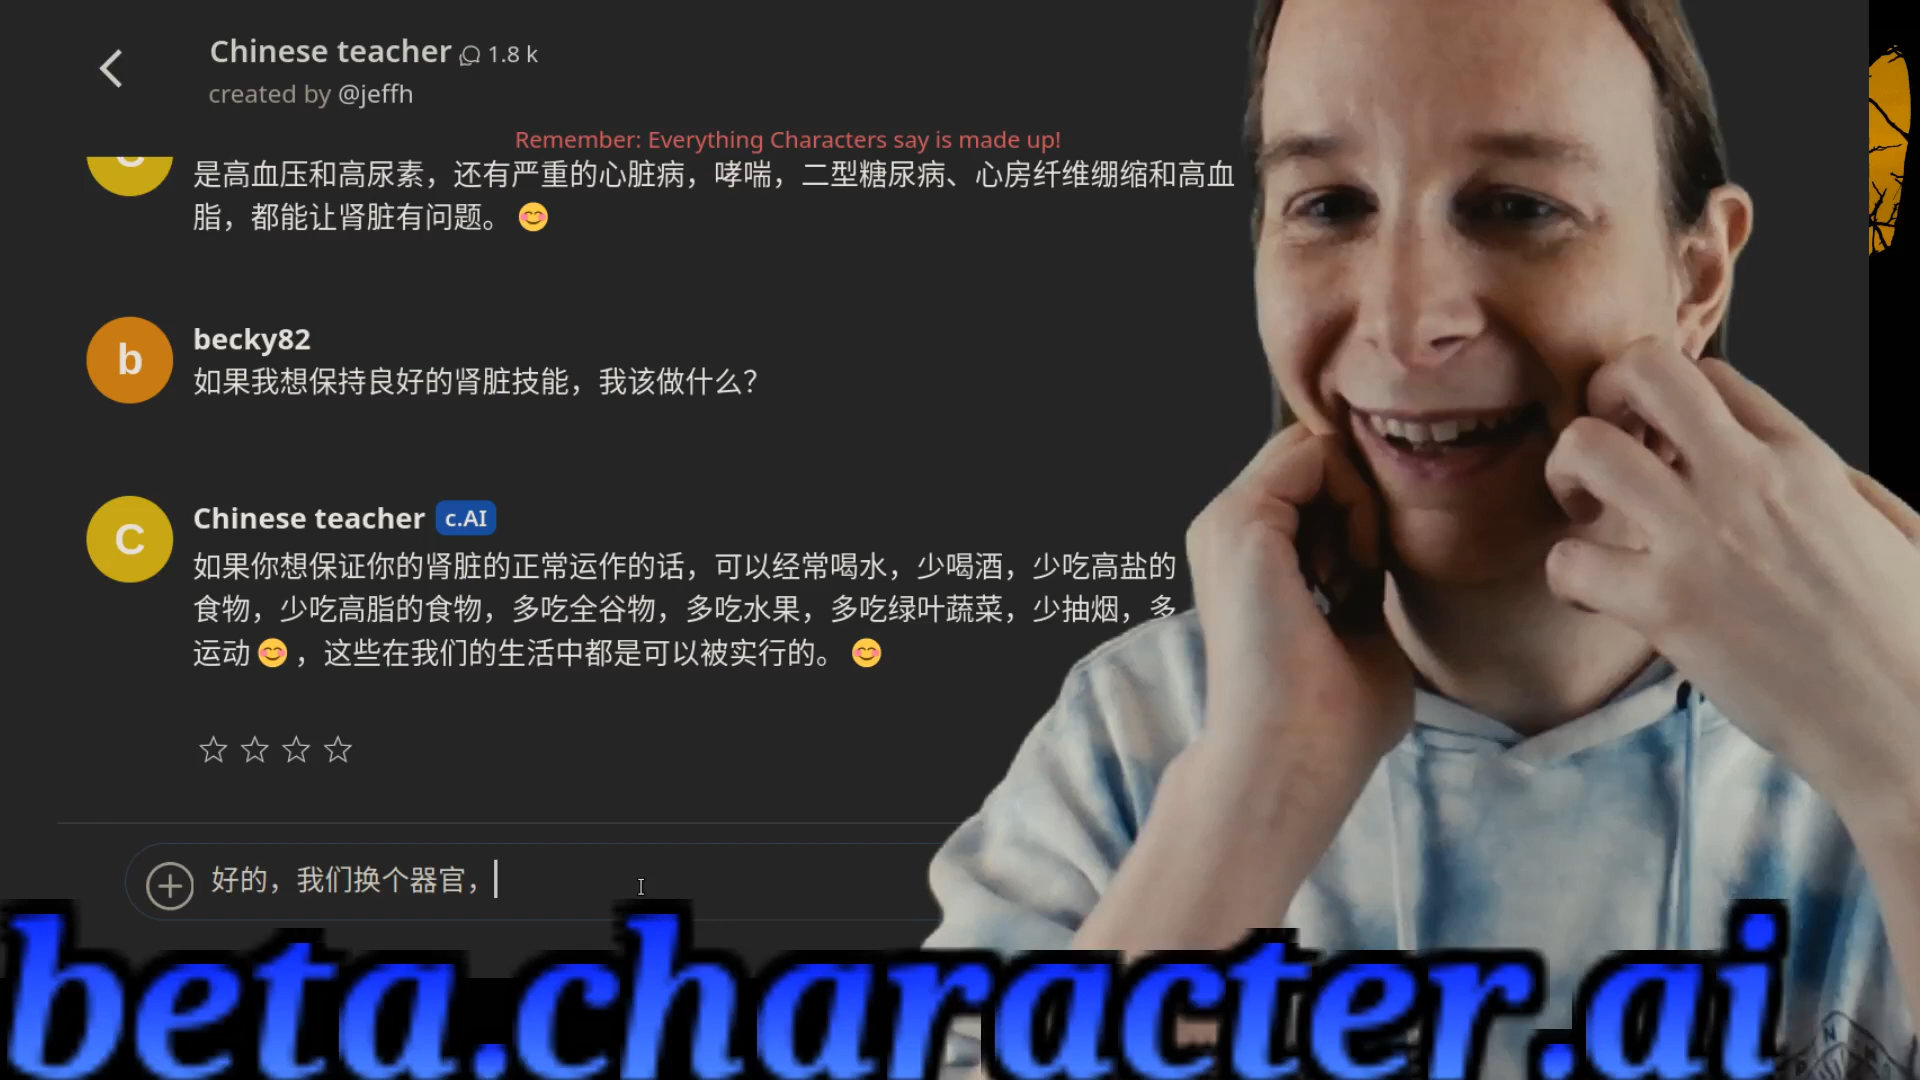 Chinese teacher 1.8 k
created by @jeffh
Remember: Everything Characters say is made up!
是高血压和高尿素，还有严重的心脏病，哮喘，二型糖尿病、心房纤维绷缩和高血
脂，都能让肾脏有问题。 😊
b
becky82
如果我想保持良好的肾脏技能，我该做什么？
C
Chinese teacher c.AI
如果你想保证你的肾脏的正常运作的话，可以经常喝水，少喝酒，少吃高盐的
食物，少吃高脂的食物，多吃全谷物，多吃水果，多吃绿叶蔬菜，少抽烟，多
运动 😊 ，这些在我们的生活中都是可以被实行的。 😊
好的，我们换个器官，
beta.character.ai